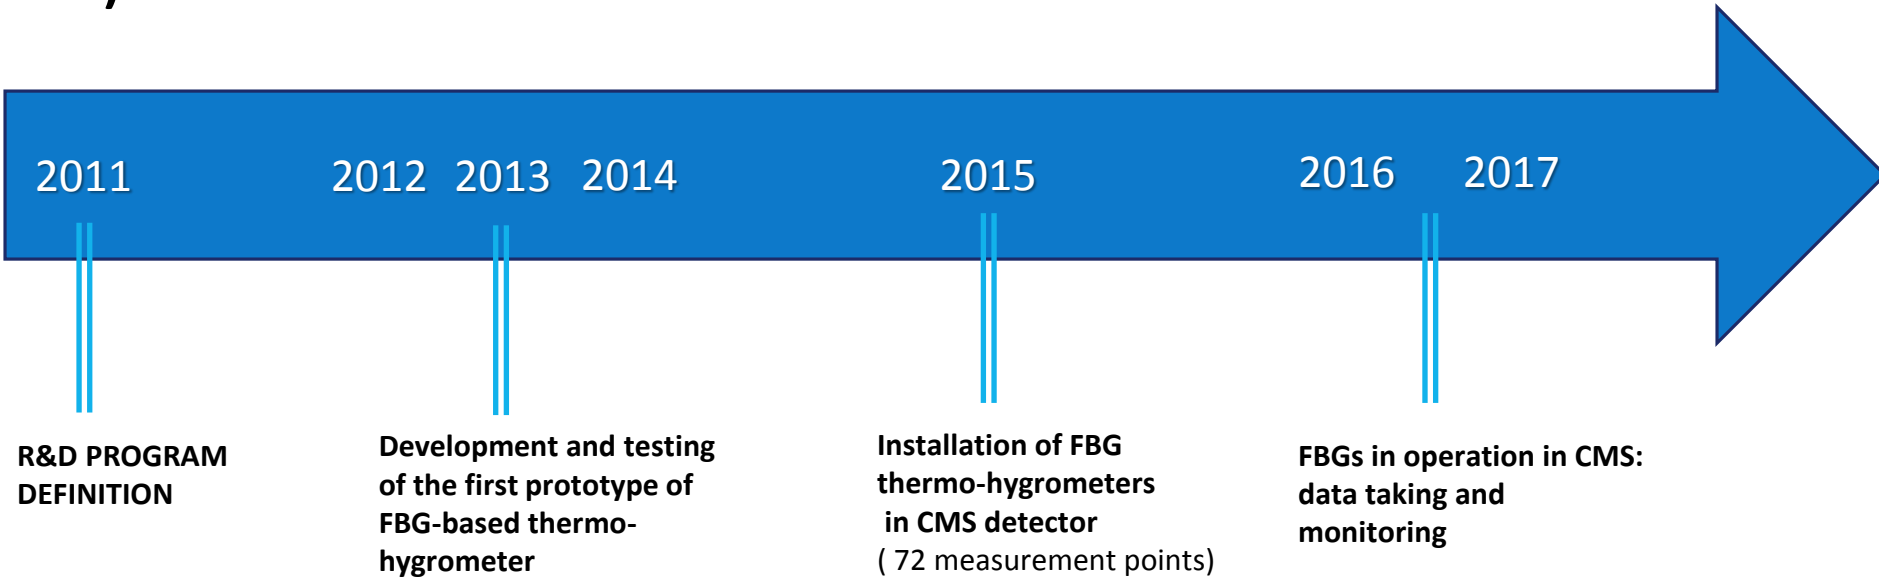 2011 2012 2013 2014 2015 2016 2017
R&D PROGRAM
DEFINITION
Development and testing
of the first prototype of
FBG-based thermo-
hygrometer
Installation of FBG
thermo-hygrometers
in CMS detector
( 72 measurement points)
FBGs in operation in CMS:
data taking and
monitoring